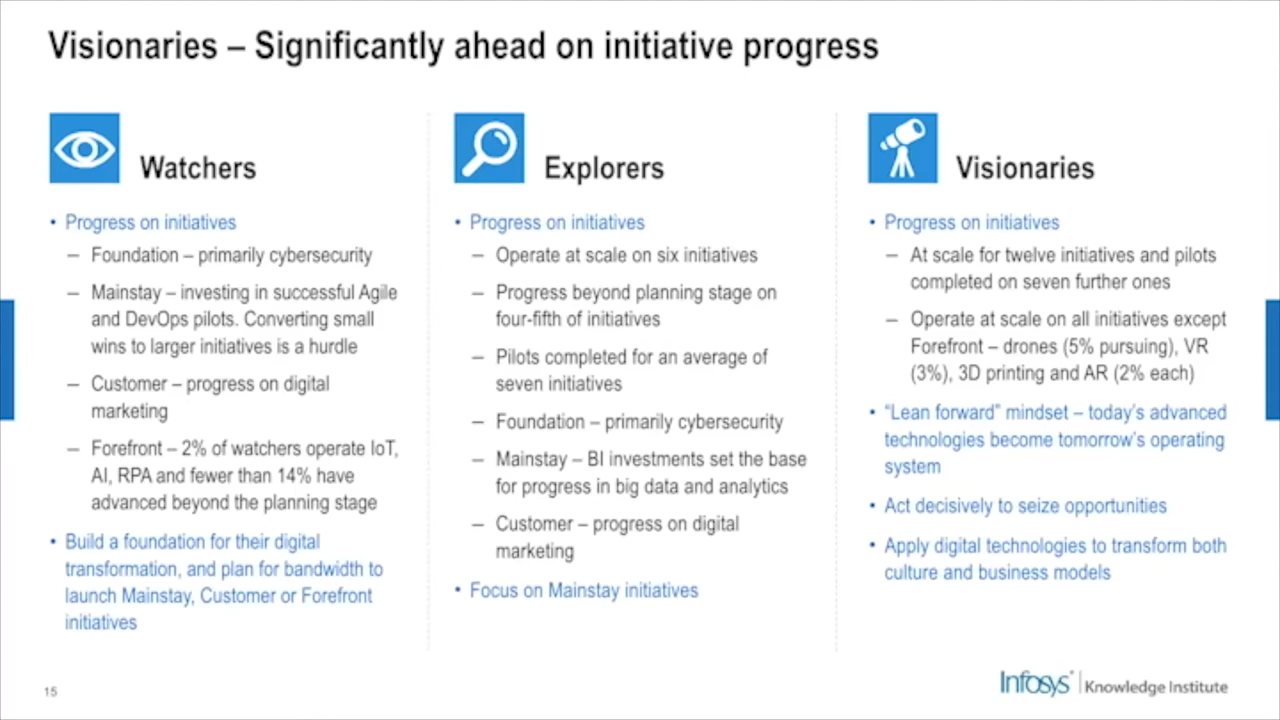 Visionaries – Significantly ahead on initiative progress
Watchers
• Progress on initiatives
– Foundation – primarily cybersecurity
– Mainstay – investing in successful Agile
and DevOps pilots. Converting small
wins to larger initiatives is a hurdle
– Customer – progress on digital
marketing
– Forefront – 2% of watchers operate IoT,
AI, RPA and fewer than 14% have
advanced beyond the planning stage
• Build a foundation for their digital
transformation, and plan for bandwidth to
launch Mainstay, Customer or Forefront
initiatives
Explorers
• Progress on initiatives
– Operate at scale on six initiatives
– Progress beyond planning stage on
four-fifth of initiatives
– Pilots completed for an average of
seven initiatives
– Foundation – primarily cybersecurity
– Mainstay – BI investments set the base
for progress in big data and analytics
– Customer – progress on digital
marketing
• Focus on Mainstay initiatives
Visionaries
• Progress on initiatives
– At scale for twelve initiatives and pilots
completed on seven further ones
– Operate at scale on all initiatives except
Forefront – drones (5% pursuing), VR
(3%), 3D printing and AR (2% each)
• “Lean forward” mindset – today’s advanced
technologies become tomorrow’s operating
system
• Act decisively to seize opportunities
• Apply digital technologies to transform both
culture and business models
15
Infosys | Knowledge Institute